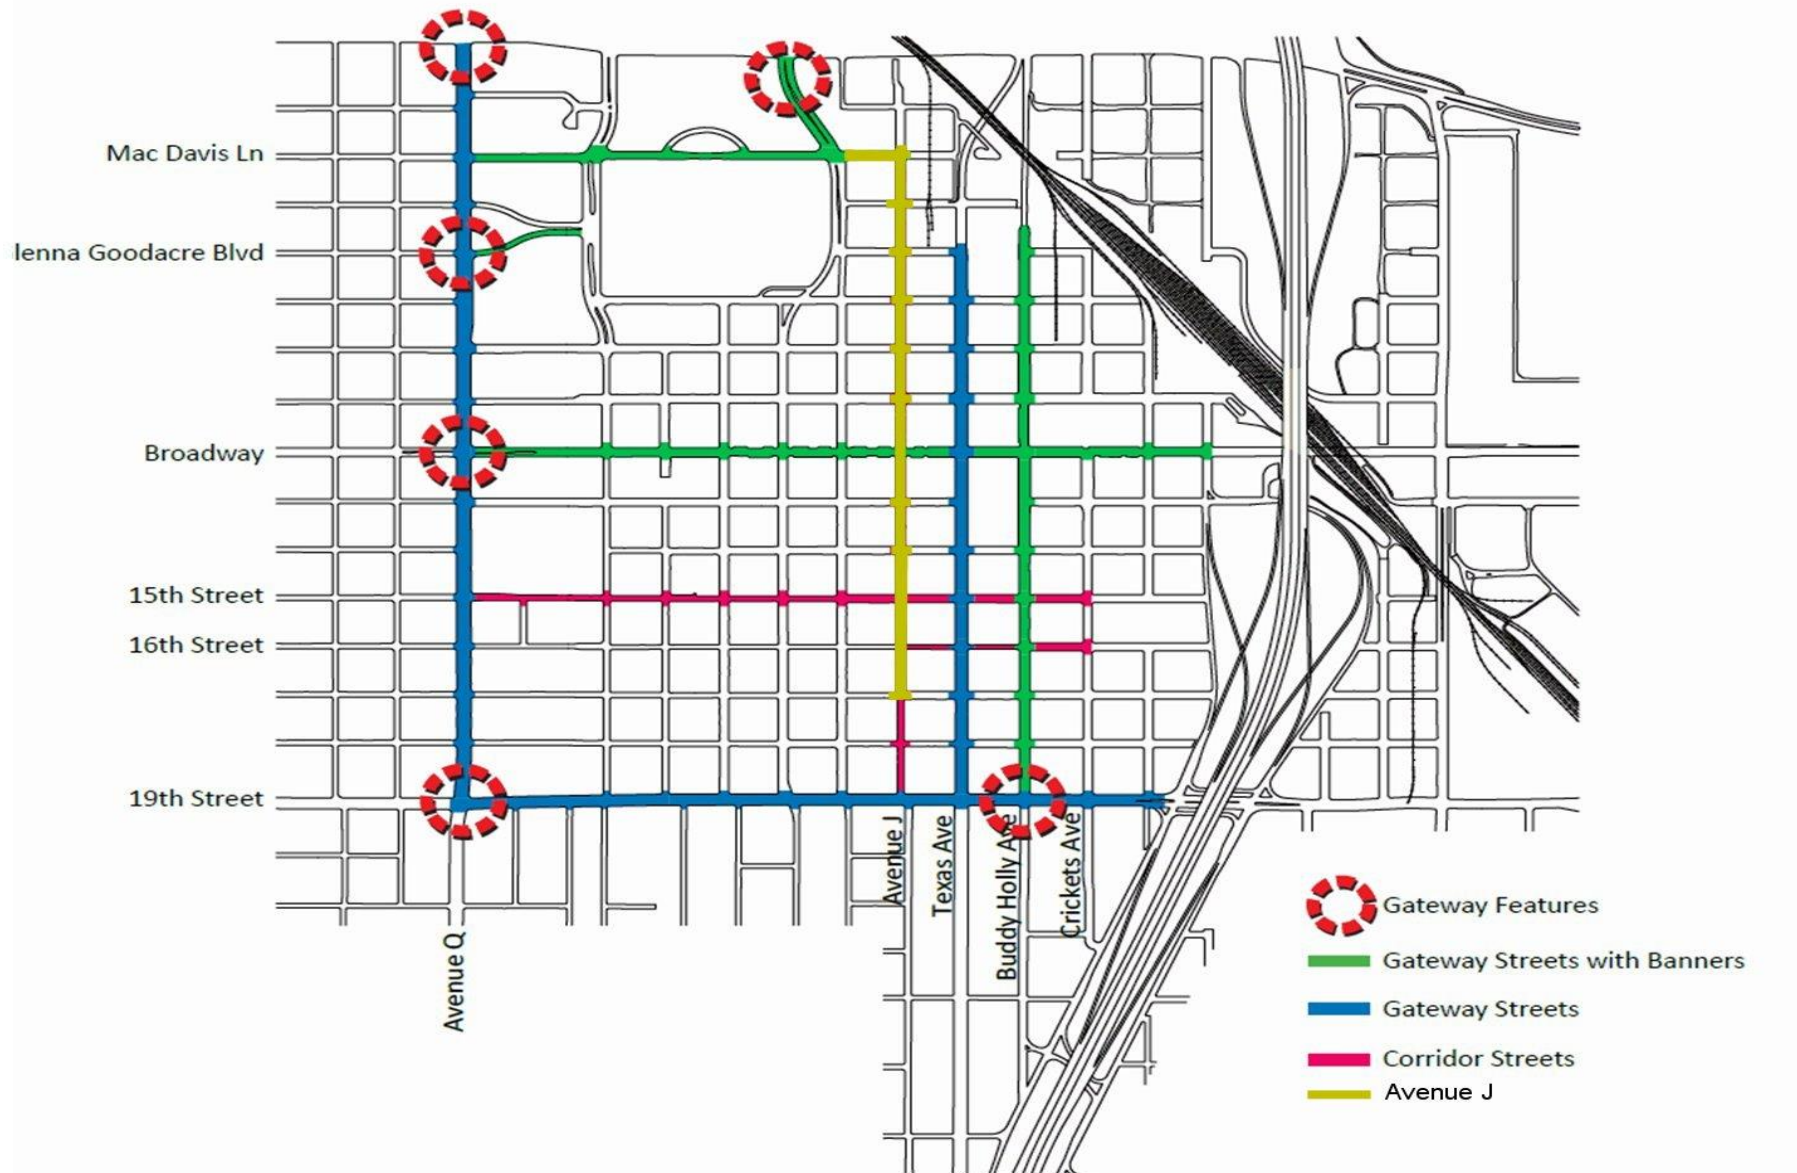 Mac Davis Ln
lenna Goodacre Blvd
Broadway
15th Street
16th Street
19th Street
Avenue Q
Avenue J
Texas Ave
Buddy Holly Ave
Crickets Ave
Gateway Features
Gateway Streets with Banners
Gateway Streets
Corridor Streets
Avenue J